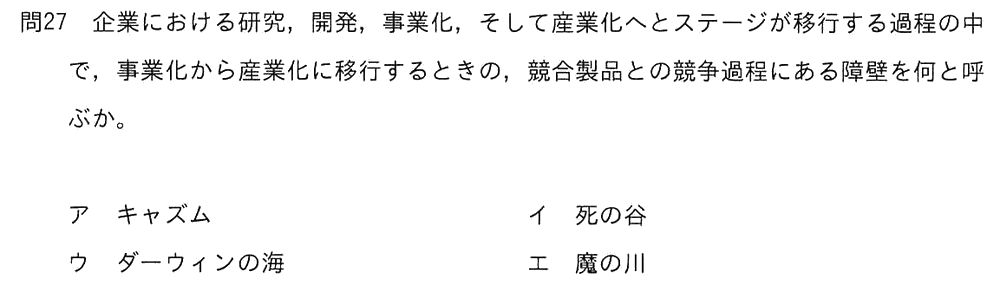 問27　企業における研究，開発，事業化，そして産業化へとステージが移行する過程の中
で，事業化から産業化に移行するときの，競合製品との競争過程にある障壁を何と呼
ぶか。
ア　キャズム　　イ　死の谷
ウ　ダーウィンの海　　エ　魔の川